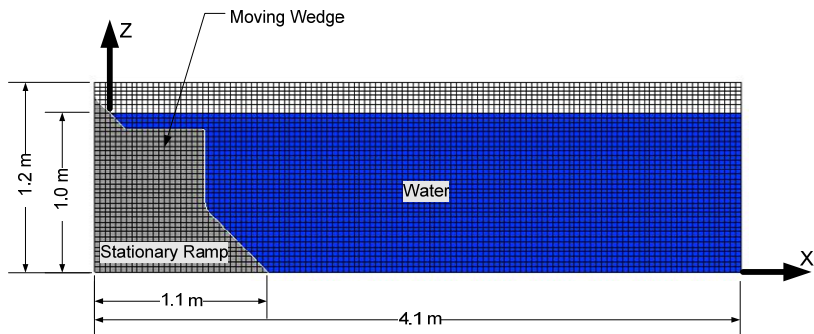 Moving Wedge
Z
1.2 m
1.0 m
Water
Stationary Ramp
X
1.1 m
4.1 m